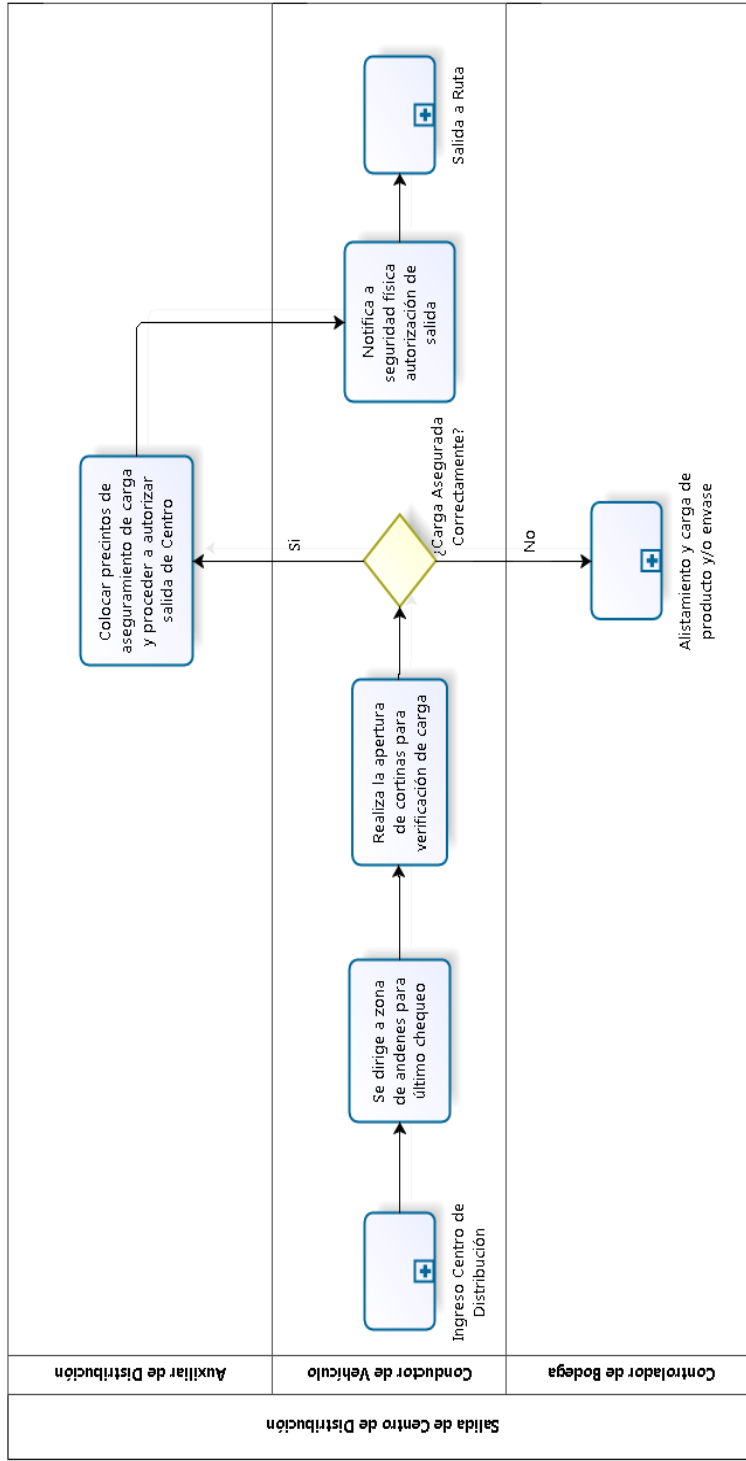 Salida de Centro de Distribución
Auxiliar de Distribución
Colocar precintos de
aseguramiento de carga
y proceder a autorizar
salida de Centro
Conductor de Vehículo
Ingreso Centro de
Distribución
Se dirige a zona
de andenes para
último chequeo
Realiza la apertura
de cortinas para
verificación de carga
¿Carga Asegurada
Correctamente?
Si
No
Notifica a
seguridad física
autorización de
salida
Salida a Ruta
Controlador de Bodega
Alistamiento y carga de
producto y/o envase